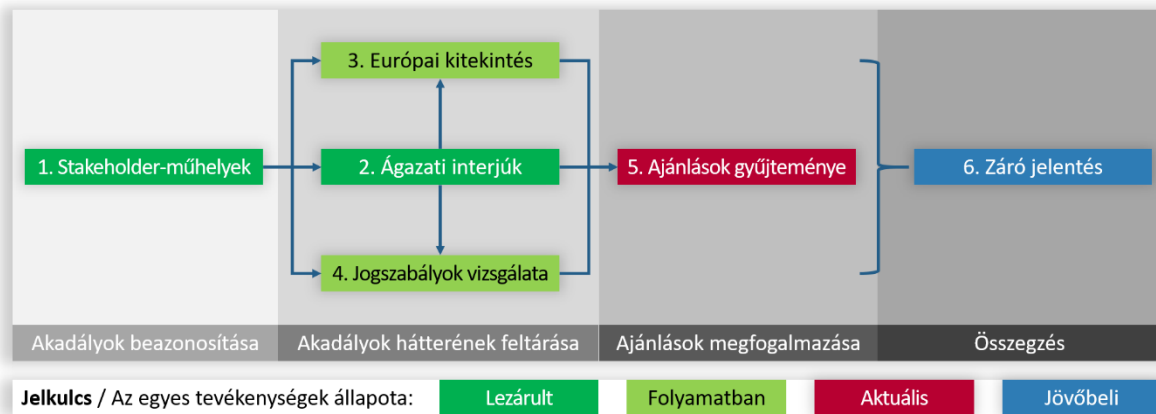 3. Európai kitekintés
1. Stakeholder-műhelyek
2. Ágazati interjúk
5. Ajánlások gyűjteménye
6. Záró jelentés
4. Jogszabályok vizsgálata
Akadályok beazonosítása
Akadályok hátterének feltárása
Ajánlások megfogalmazása
Összegzés
Jelkulcs / Az egyes tevékenységek állapota:
Lezárult
Folyamatban
Aktuális
Jövőbeli